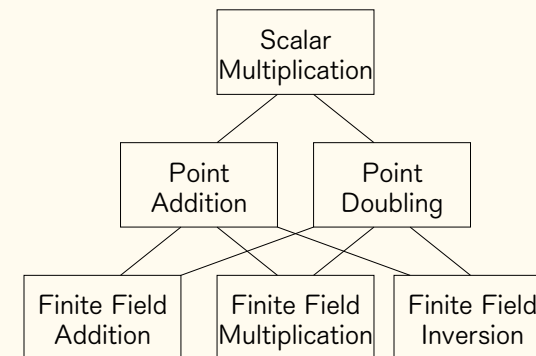 Scalar
Multiplication
Point
Addition
Point
Doubling
Finite Field
Addition
Finite Field
Multiplication
Finite Field
Inversion